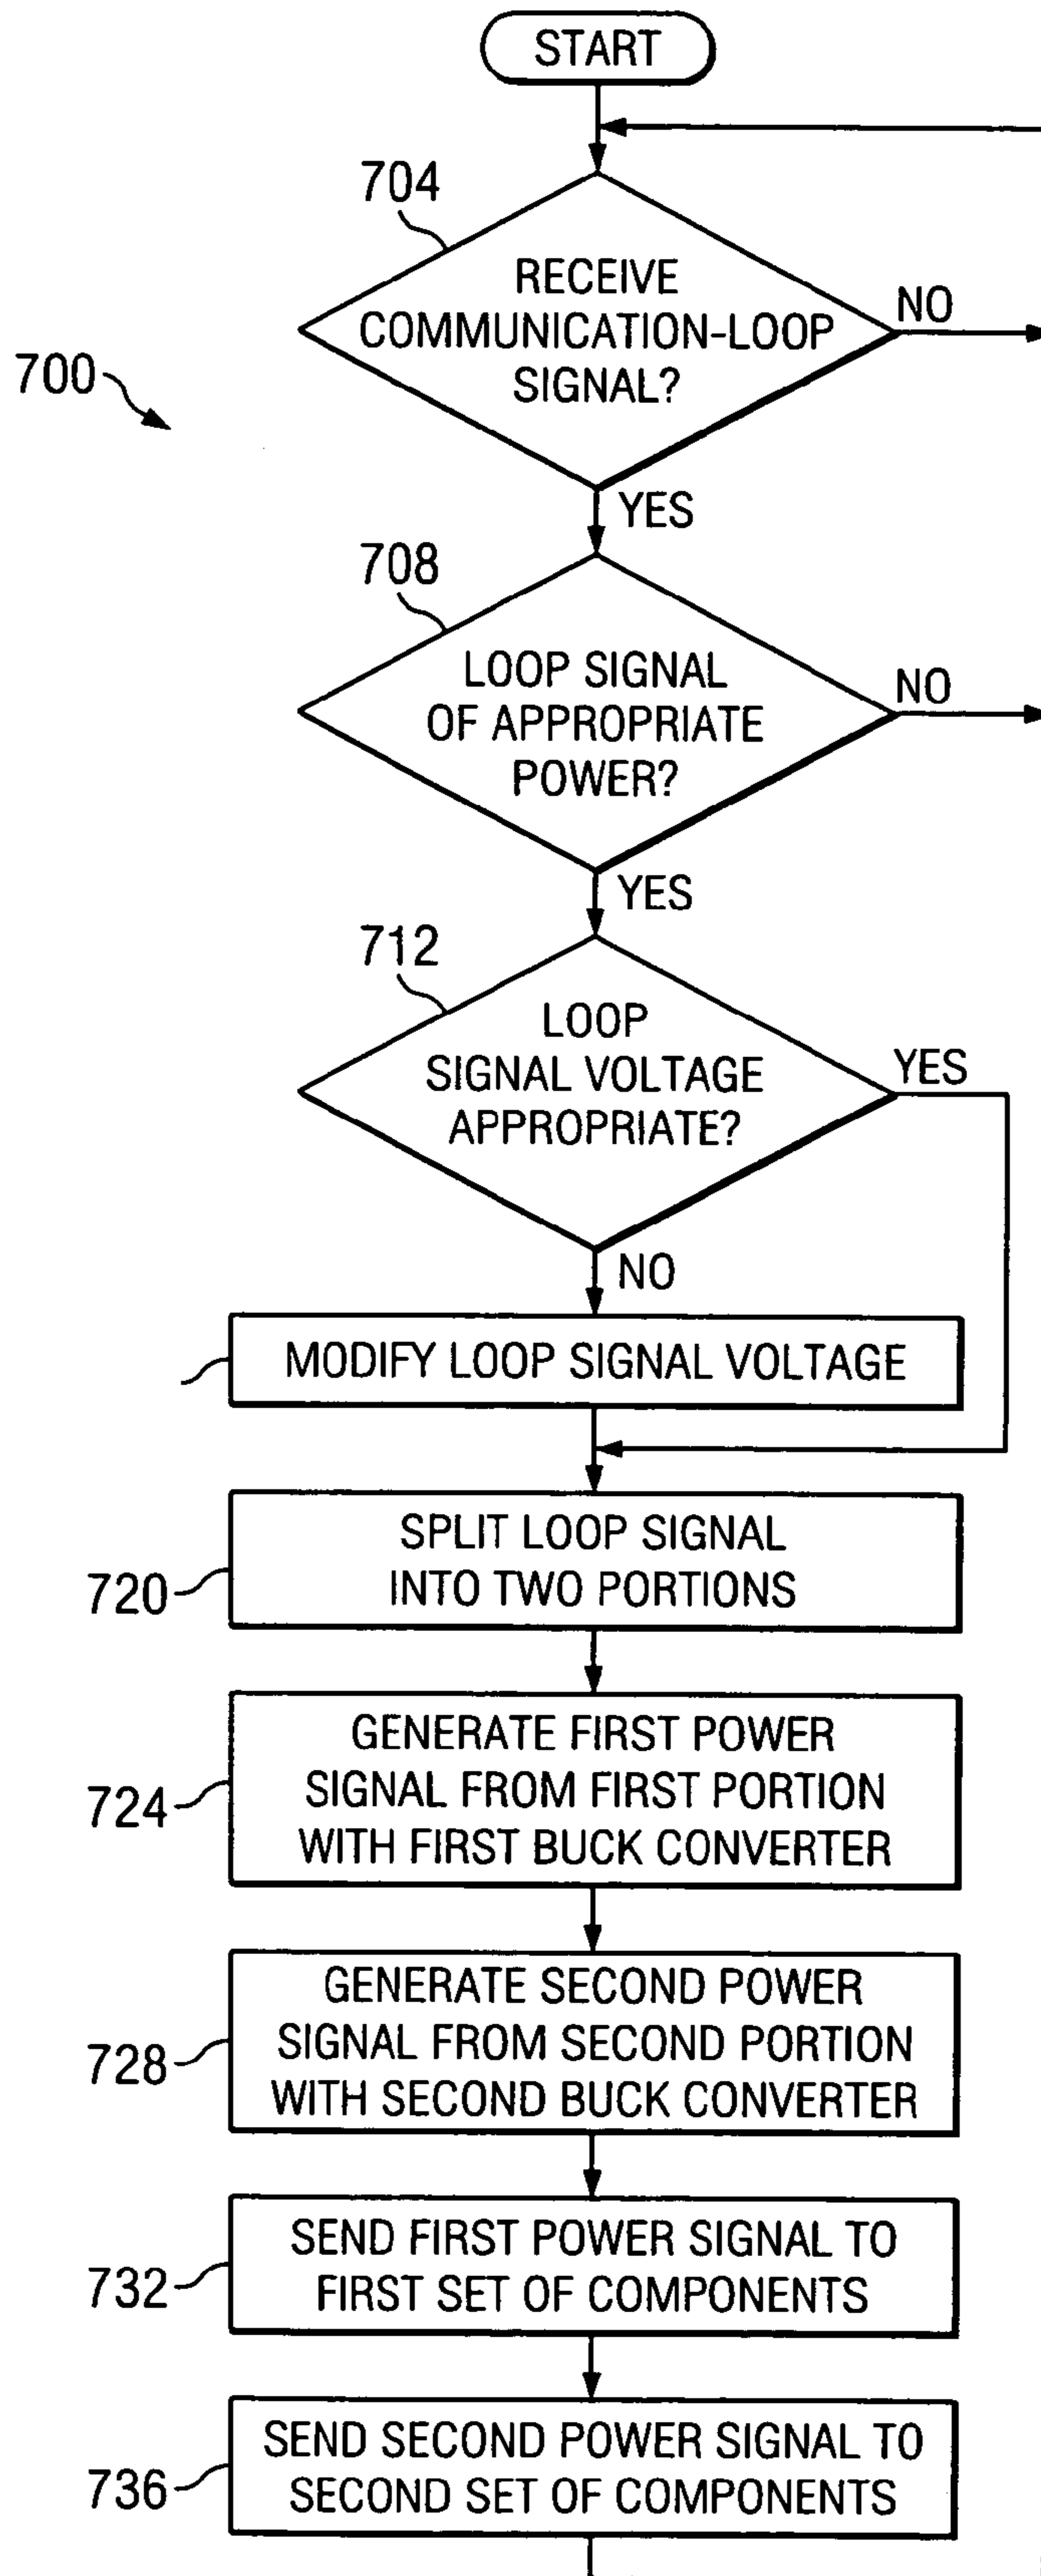 START
704
RECEIVE
COMMUNICATION-LOOP
SIGNAL?
NO
700
YES
708
LOOP SIGNAL
OF APPROPRIATE
POWER?
NO
YES
712
LOOP
SIGNAL VOLTAGE
APPROPRIATE?
YES
NO
MODIFY LOOP SIGNAL VOLTAGE
SPLIT LOOP SIGNAL
INTO TWO PORTIONS
720
GENERATE FIRST POWER
SIGNAL FROM FIRST PORTION
WITH FIRST BUCK CONVERTER
724
GENERATE SECOND POWER
SIGNAL FROM SECOND PORTION
WITH SECOND BUCK CONVERTER
728
SEND FIRST POWER SIGNAL TO
FIRST SET OF COMPONENTS
732
SEND SECOND POWER SIGNAL TO
SECOND SET OF COMPONENTS
736